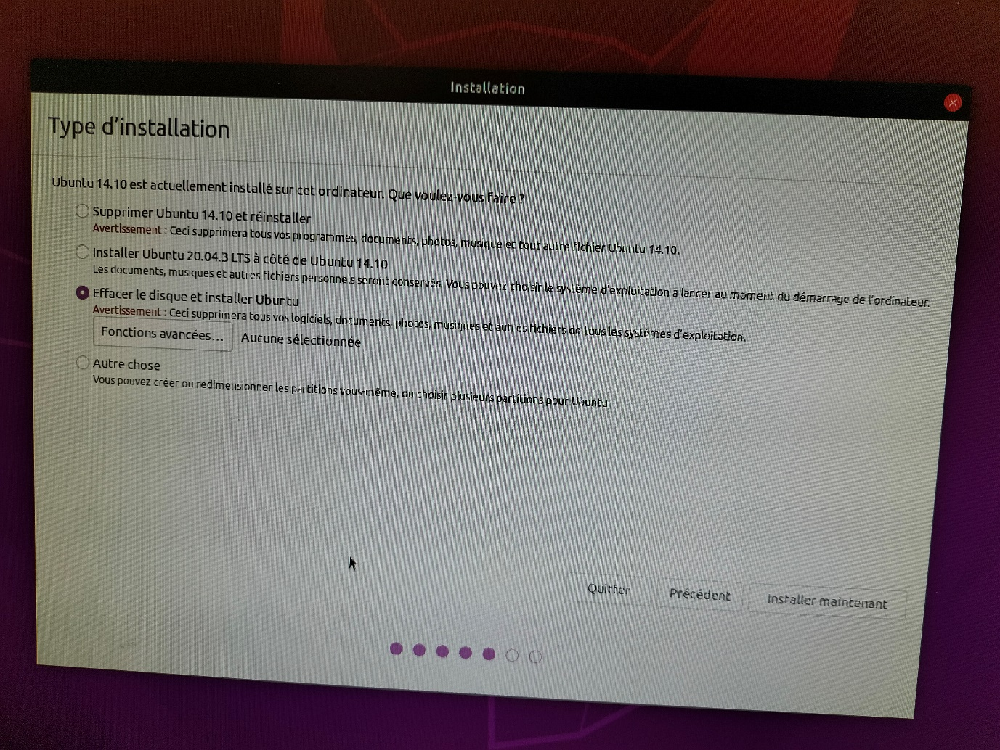 Installation
Type d'installation
Ubuntu 14.10 est actuellement installé sur cet ordinateur. Que voulez-vous faire ?
Supprimer Ubuntu 14.10 et réinstaller
Avertissement : Ceci supprimera tous vos programmes, documents, photos, musique et tout autre fichier Ubuntu 14.10.
Installer Ubuntu 20.04.3 LTS à côté de Ubuntu 14.10
Les documents, musiques et autres fichiers personnels seront conservés. Vous pouvez choisir le système d'exploitation à lancer au moment du démarrage de l'ordinateur.
Effacer le disque et installer Ubuntu
Avertissement : Ceci supprimera tous vos logiciels, documents, photos, musiques et autres fichiers de tous les systèmes d'exploitation.
Fonctions avancées... Aucune sélectionnée
Autre chose
Vous pouvez créer ou redimensionner les partitions vous-même, ou choisir plusieurs partitions pour Ubuntu.
Quitter Précédent Installer maintenant